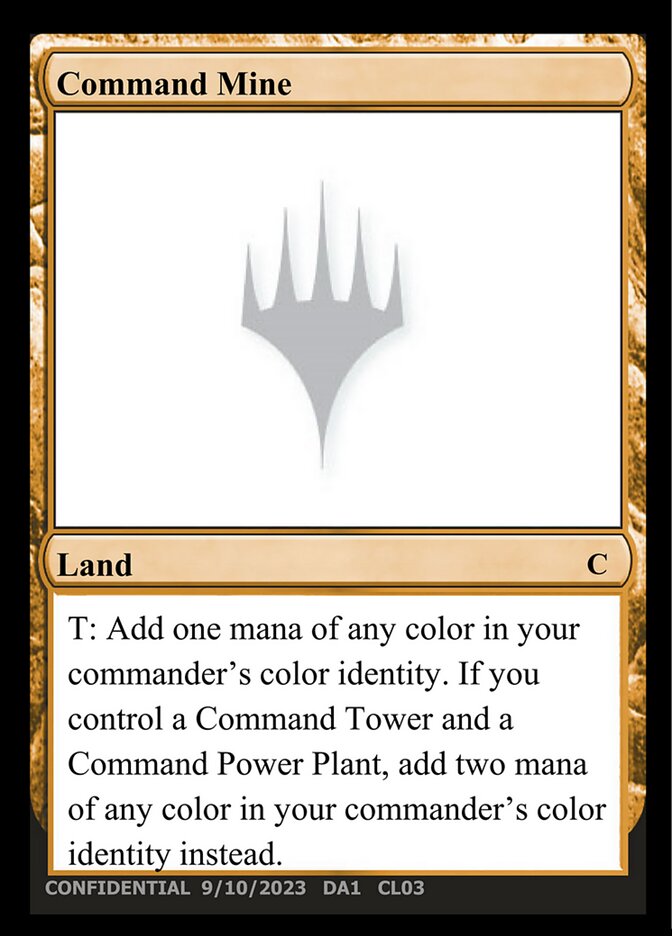 Command Mine
Land C
T: Add one mana of any color in your
commander’s color identity. If you
control a Command Tower and a
Command Power Plant, add two mana
of any color in your commander’s color
identity instead.
CONFIDENTIAL 9/10/2023 DA1 CL03